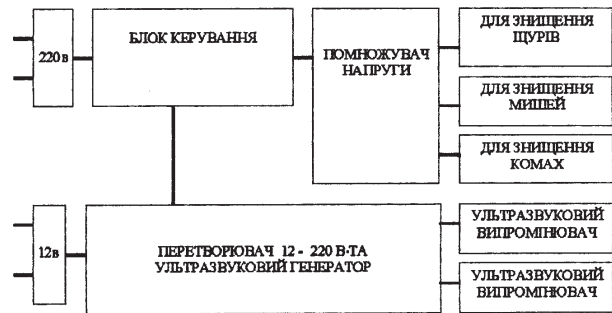 220 в
БЛОК КЕРУВАННЯ
ПОМНОЖУВАЧ
НАПРУГИ
ДЛЯ ЗНИЩЕННЯ
ЩУРІВ
ДЛЯ ЗНИЩЕННЯ
МИШЕЙ
ДЛЯ ЗНИЩЕННЯ
КОМАХ
12в
ПЕРЕТВОРЮВАЧ 12 - 220 В·ТА
УЛЬТРАЗВУКОВИЙ ГЕНЕРАТОР
УЛЬТРАЗВУКОВИЙ
ВИПРОМІНЮВАЧ
УЛЬТРАЗВУКОВИЙ
ВИПРОМІНЮВАЧ